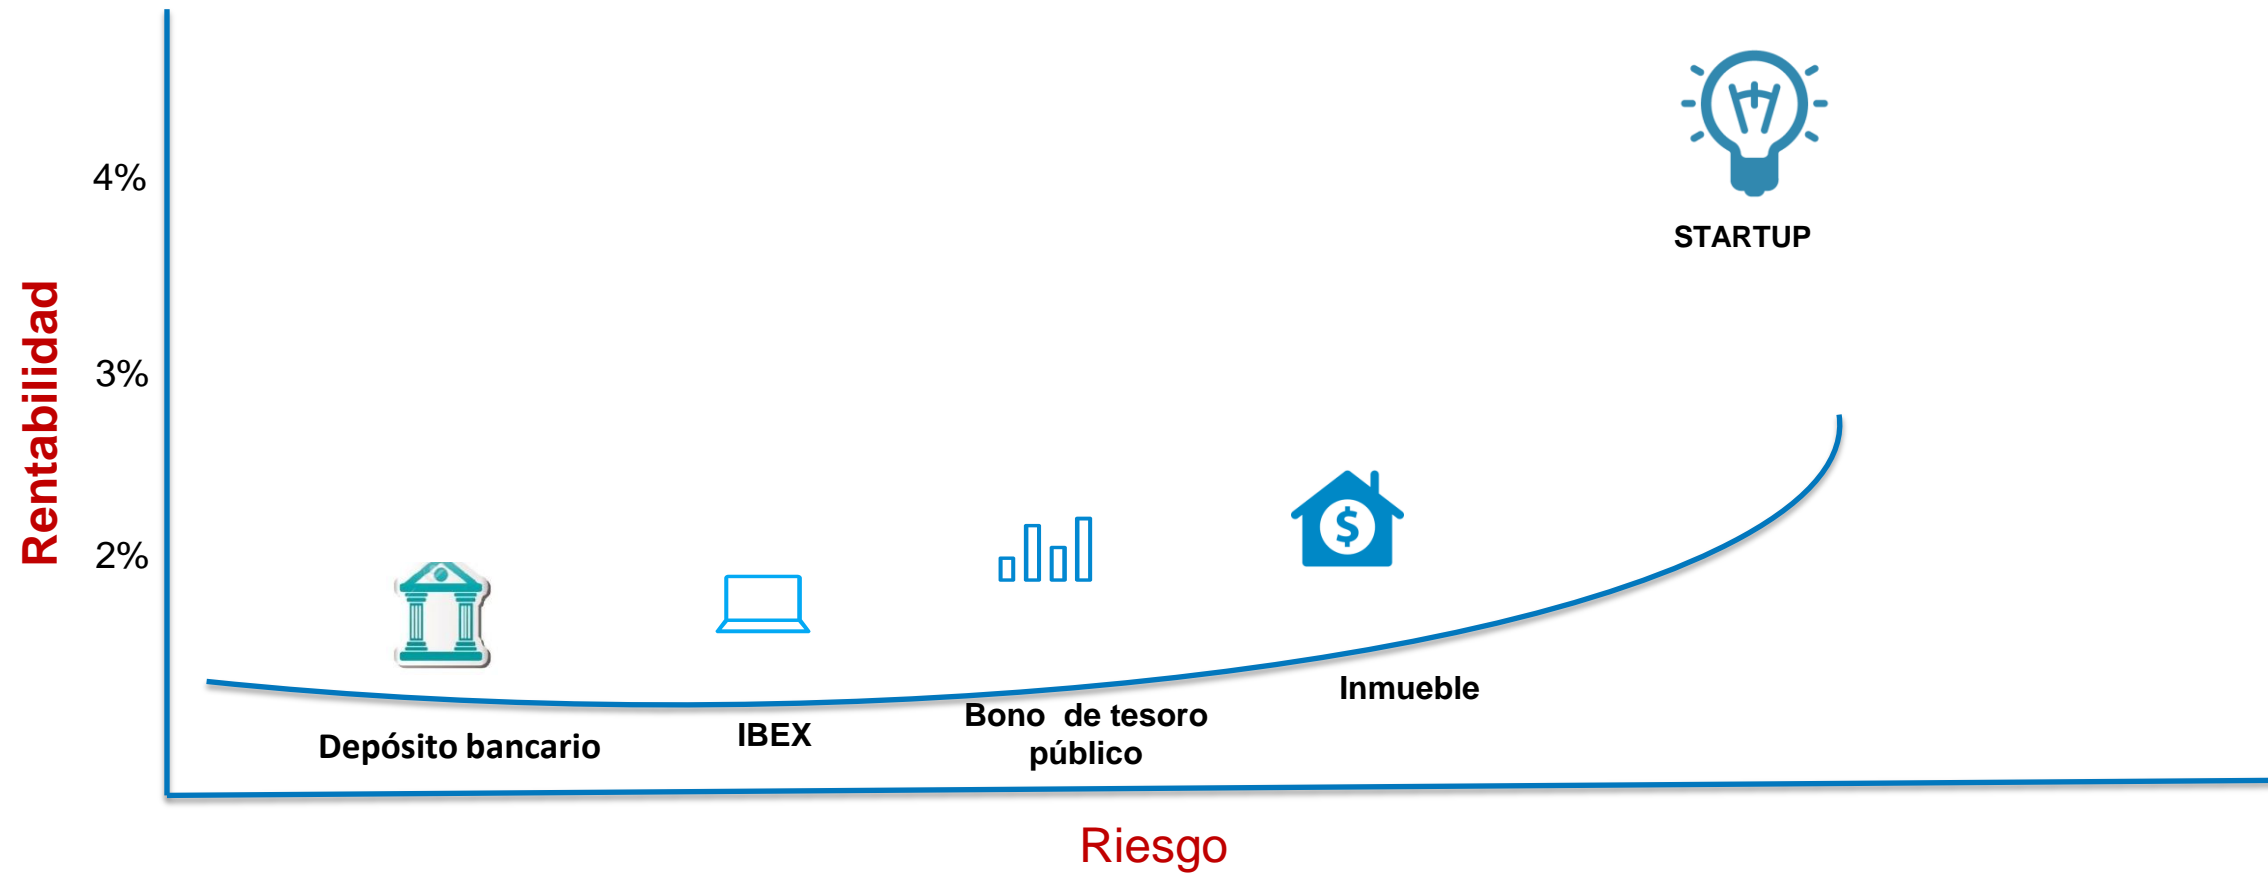 4%
STARTUP
Rentabilidad
3%
2%
$
Inmueble
Bono  de tesoro
público
IBEX
Depósito bancario
Riesgo